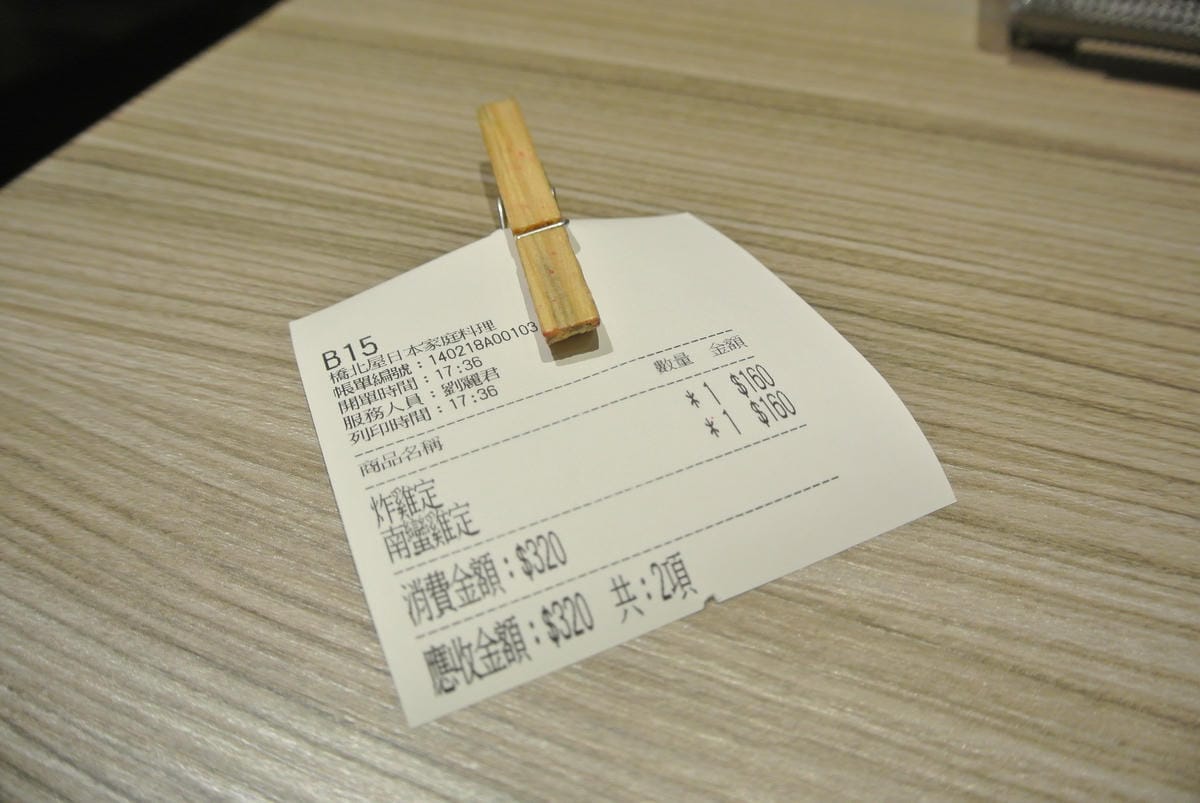 B15
橋北屋日本家庭料理
帳單編號：140218A00103
開單時間：17:36
服務人員：劉麗君
列印時間：17:36
商品名稱 數量 金額
炸雞定 *1 $160
南蠻雞定 *1 $160
消費金額：$320
應收金額：$320 共：2項